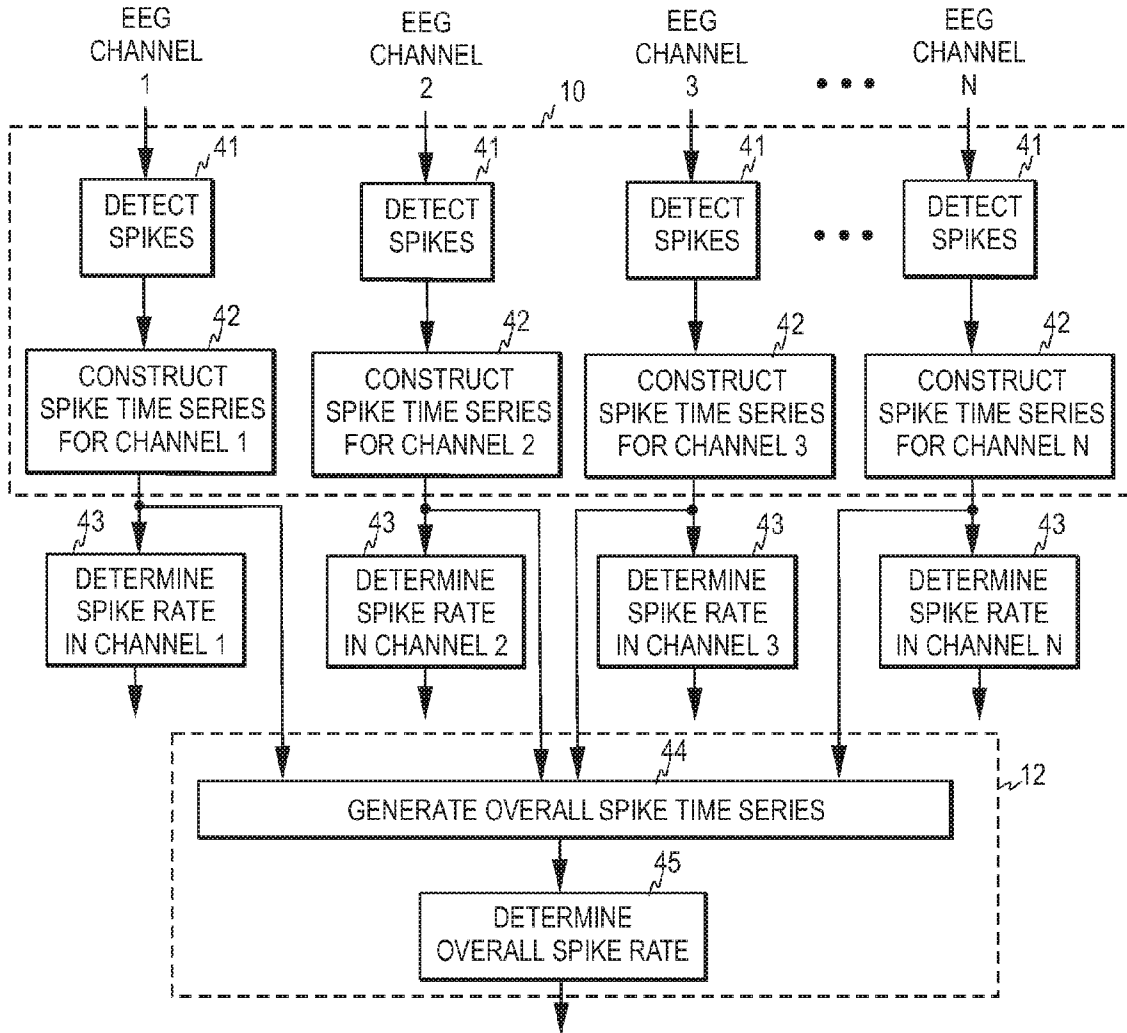 EEG
CHANNEL
1
EEG
CHANNEL
2
EEG
CHANNEL
3
EEG
CHANNEL
N
10
41
DETECT
SPIKES
41
DETECT
SPIKES
41
DETECT
SPIKES
41
DETECT
SPIKES
42
CONSTRUCT
SPIKE TIME SERIES
FOR CHANNEL 1
42
CONSTRUCT
SPIKE TIME SERIES
FOR CHANNEL 2
42
CONSTRUCT
SPIKE TIME SERIES
FOR CHANNEL 3
42
CONSTRUCT
SPIKE TIME SERIES
FOR CHANNEL N
43
DETERMINE
SPIKE RATE
IN CHANNEL 1
43
DETERMINE
SPIKE RATE
IN CHANNEL 2
43
DETERMINE
SPIKE RATE
IN CHANNEL 3
43
DETERMINE
SPIKE RATE
IN CHANNEL N
44
GENERATE OVERALL SPIKE TIME SERIES
12
45
DETERMINE
OVERALL SPIKE RATE